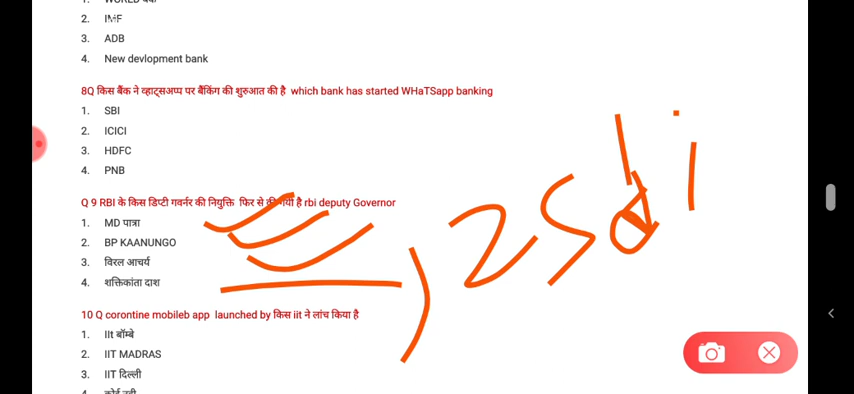 2. IMF
3. ADB
4. New devlopment bank
8Q किस बैंक ने व्हाट्सअप्प पर बैंकिंग की शुरुआत की है which bank has started WHaTSapp banking
1. SBI
2. ICICI
3. HDFC
4. PNB
Q 9 RBI के किस डिप्टी गवर्नर की नियुक्ति फिर से की गयी है rbi deputy Governor
1. MD पात्रा
2. BP KAANUNGO
3. विरल आचर्य
4. शक्तिकांता दाश
10 Q corontine mobileb app launched by किस iit ने लांच किया है
1. IIt बॉम्बे
2. IIT MADRAS
3. IIT दिल्ली